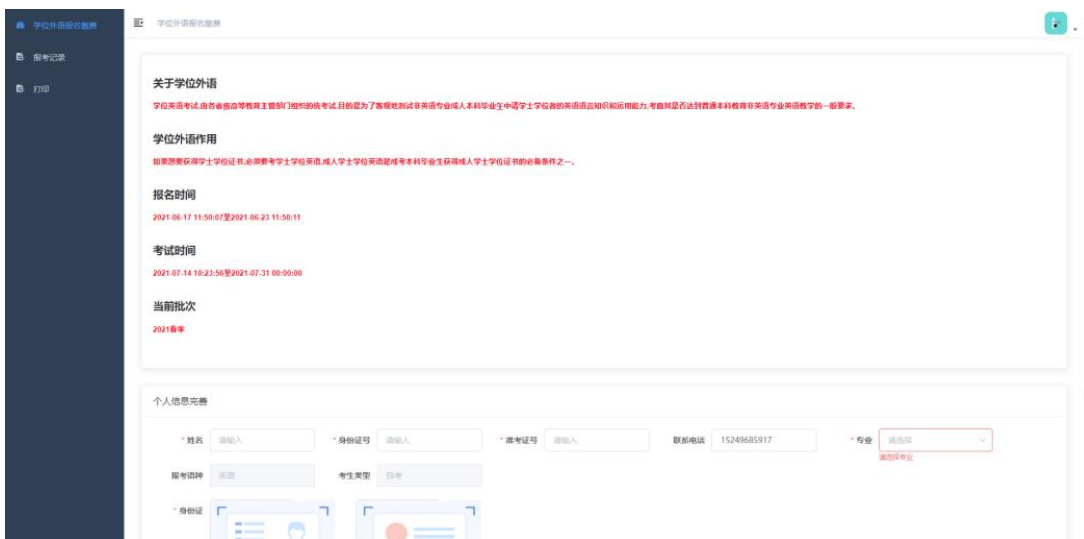 学位外语报名缴费
报考记录
打印
学位外语报名缴费
关于学位外语
学位英语考试,由各省级高等教育主管部门组织的统考试,目的是为了客观地测试非英语专业成人本科毕业生申请学士学位者的英语语言知识和运用能力,考查其是否达到普通本科教育非英语专业英语教学的一般要求。
学位外语作用
如果想要获得学士学位证书,必须要考学士学位英语,成人学士学位英语是成考本科毕业生获得成人学士学位证书的必备条件之一。
报名时间
2021-06-17 11:50:07至2021-06-23 11:50:11
考试时间
2021-07-14 10:23:56至2021-07-31 00:00:00
当前批次
2021春季
个人信息完善
* 姓名 请输入 * 身份证号 请输入 * 准考证号 请输入 联系电话 15249685917 * 专业 请选择
请选择专业
报考语种 英语 考生类型 自考
* 身份证